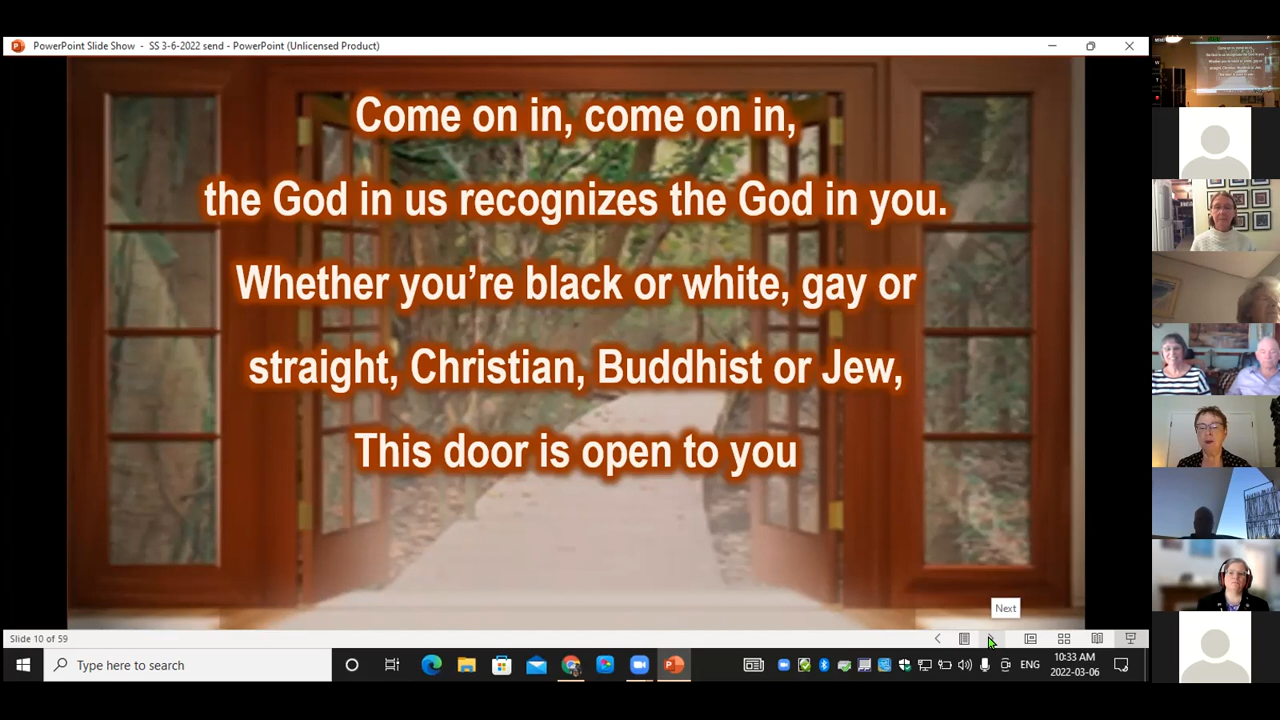 PowerPoint Slide Show - SS 3-6-2022 send - PowerPoint (Unlicensed Product)
Come on in, come on in,
the God in us recognizes the God in you.
Whether you’re black or white, gay or
straight, Christian, Buddhist or Jew,
This door is open to you
Next
Slide 10 of 59
Type here to search
ENG
10:33 AM
2022-03-06